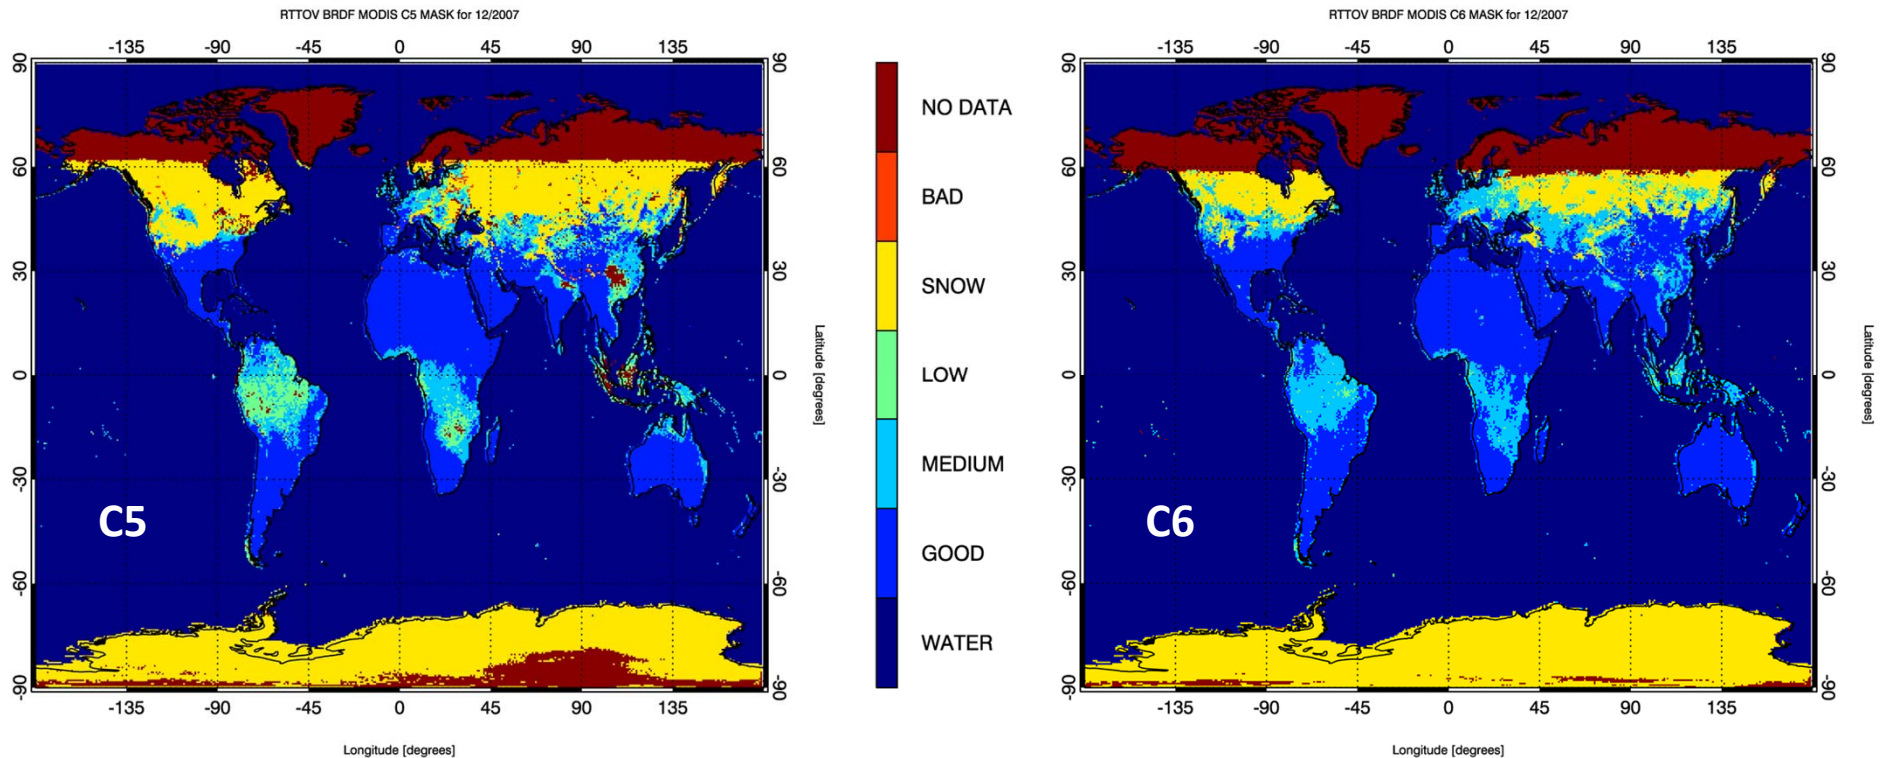 RTTOV BRDF MODIS C5 MASK for 12/2007
-135 -90 -45 0 45 90 135
90 60 30 0 -30 -60 -90
90 60 30 0 -30 -60 -90
C5
Latitude [degrees]
-135 -90 -45 0 45 90 135
Longitude [degrees]
NO DATA
BAD
SNOW
LOW
MEDIUM
GOOD
WATER
RTTOV BRDF MODIS C6 MASK for 12/2007
-135 -90 -45 0 45 90 135
90 60 30 0 -30 -60 -90
90 60 30 0 -30 -60 -90
C6
Latitude [degrees]
-135 -90 -45 0 45 90 135
Longitude [degrees]